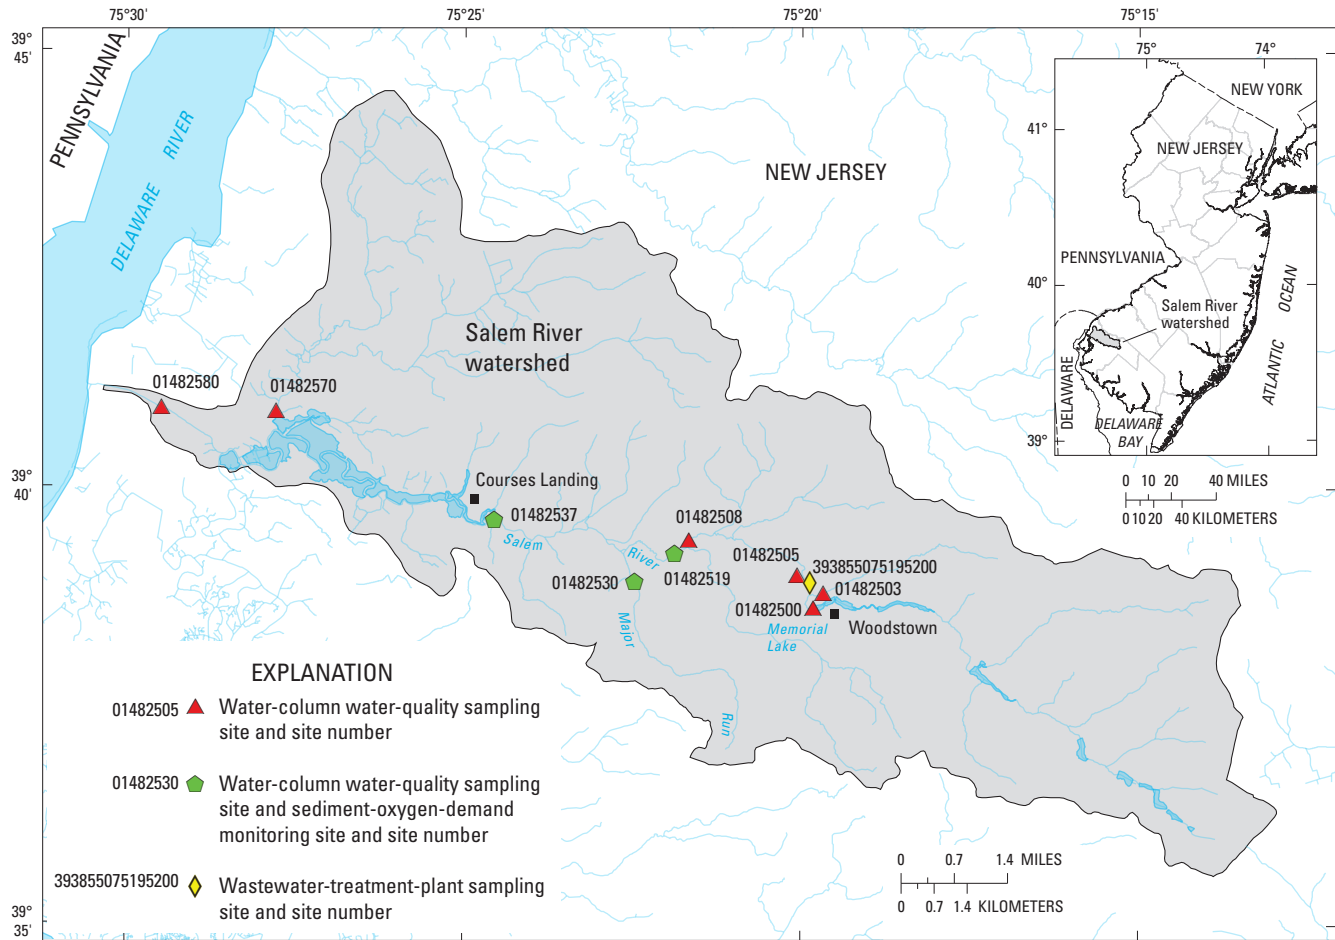 75°30'
75°25'
75°20'
75°15'
39°
45'
PENNSYLVANIA
DELAWARE RIVER
NEW JERSEY
75°
74°
NEW YORK
41°
NEW JERSEY
PENNSYLVANIA
40°
Salem River
watershed
ATLANTIC OCEAN
DELAWARE
DELAWARE
BAY
39°
0 10 20 40 MILES
0 10 20 40 KILOMETERS
Salem River
watershed
01482580
01482570
39°
40'
Courses Landing
01482537
Salem
River
01482508
01482519
01482530
01482505
393855075195200
01482503
01482500
Woodstown
Memorial
Lake
Major
Run
EXPLANATION
01482505 Water-column water-quality sampling
site and site number
01482530 Water-column water-quality sampling
site and sediment-oxygen-demand
monitoring site and site number
393855075195200 Wastewater-treatment-plant sampling
site and site number
0 0.7 1.4 MILES
0 0.7 1.4 KILOMETERS
39°
35'